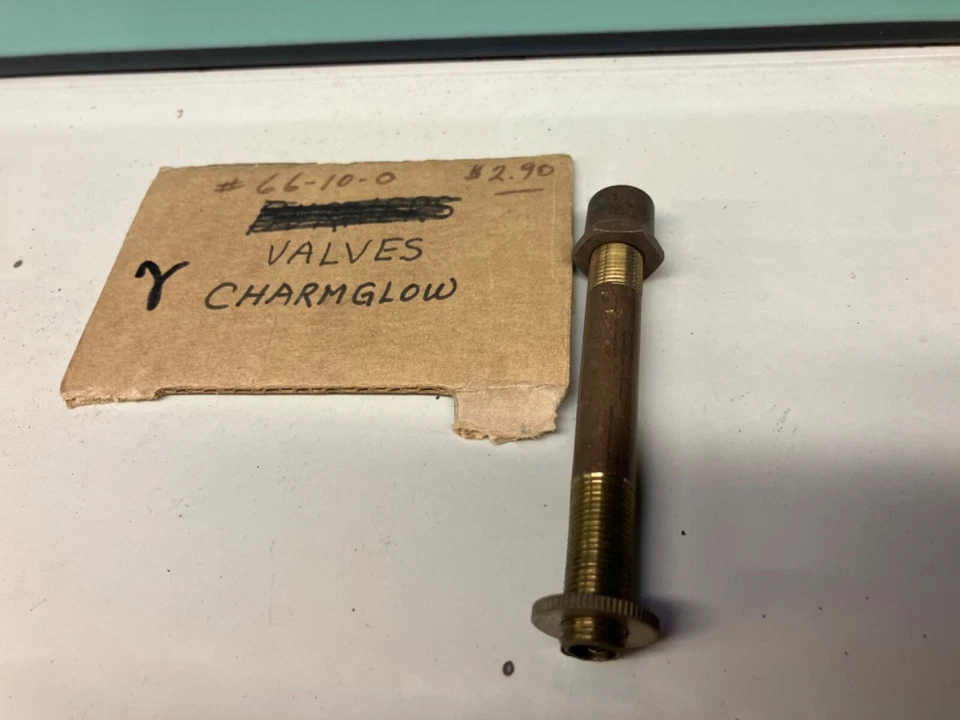 # 66-10-0 $2.90
VALVES
CHARMGLOW